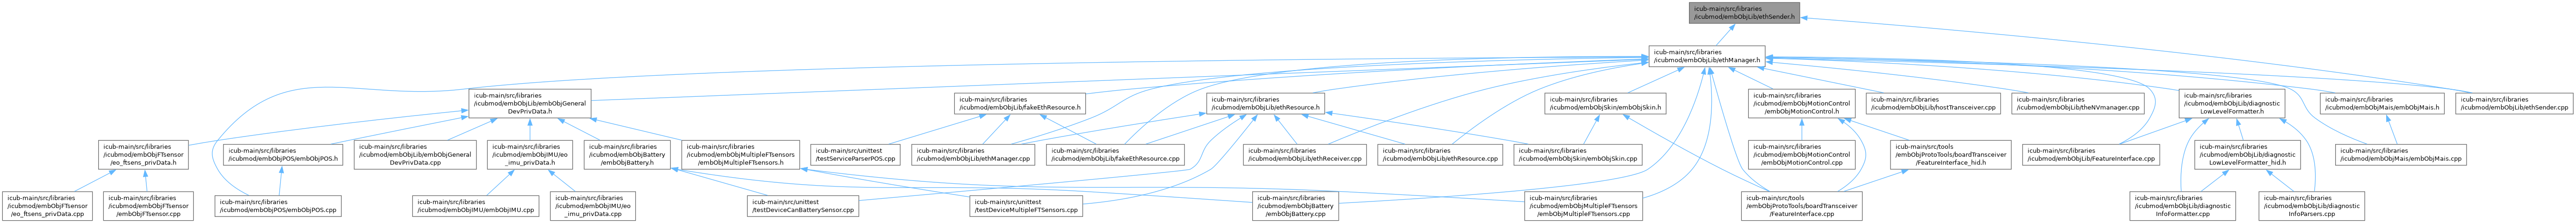 icub-main/src/libraries
/icubmod/embObjLib/ethSender.h
icub-main/src/libraries
/icubmod/embObjLib/ethManager.h
icub-main/src/libraries
/icubmod/embObjLib/embObjGeneral
DevPrivData.h
icub-main/src/libraries
/icubmod/embObjLib/fakeEthResource.h
icub-main/src/libraries
/icubmod/embObjLib/ethResource.h
icub-main/src/libraries
/icubmod/embObjSkin/embObjSkin.h
icub-main/src/libraries
/icubmod/embObjMotionControl
/embObjMotionControl.h
icub-main/src/libraries
/icubmod/embObjLib/hostTransceiver.cpp
icub-main/src/libraries
/icubmod/embObjLib/theNVmanager.cpp
icub-main/src/libraries
/icubmod/embObjLib/diagnostic
LowLevelFormatter.h
icub-main/src/libraries
/icubmod/embObjMais/embObjMais.h
icub-main/src/libraries
/icubmod/embObjLib/ethSender.cpp
icub-main/src/libraries
/icubmod/embObjFTsensor
/eo_ftsens_privData.h
icub-main/src/libraries
/icubmod/embObjPOS/embObjPOS.h
icub-main/src/libraries
/icubmod/embObjLib/embObjGeneral
DevPrivData.cpp
icub-main/src/libraries
/icubmod/embObjIMU/eo
_imu_privData.h
icub-main/src/libraries
/icubmod/embObjBattery
/embObjBattery.h
icub-main/src/libraries
/icubmod/embObjMultipleFTsensors
/embObjMultipleFTsensors.h
icub-main/src/unittest
/testServiceParserPOS.cpp
icub-main/src/libraries
/icubmod/embObjLib/ethManager.cpp
icub-main/src/libraries
/icubmod/embObjLib/fakeEthResource.cpp
icub-main/src/libraries
/icubmod/embObjLib/ethReceiver.cpp
icub-main/src/libraries
/icubmod/embObjLib/ethResource.cpp
icub-main/src/libraries
/icubmod/embObjSkin/embObjSkin.cpp
icub-main/src/libraries
/icubmod/embObjMotionControl
/embObjMotionControl.cpp
icub-main/src/tools
/embObjProtoTools/boardTransceiver
/FeatureInterface_hid.h
icub-main/src/libraries
/icubmod/embObjLib/FeatureInterface.cpp
icub-main/src/libraries
/icubmod/embObjLib/diagnostic
LowLevelFormatter_hid.h
icub-main/src/libraries
/icubmod/embObjMais/embObjMais.cpp
icub-main/src/libraries
/icubmod/embObjFTsensor
/eo_ftsens_privData.cpp
icub-main/src/libraries
/icubmod/embObjFTsensor
/embObjFTsensor.cpp
icub-main/src/libraries
/icubmod/embObjPOS/embObjPOS.cpp
icub-main/src/libraries
/icubmod/embObjIMU/embObjIMU.cpp
icub-main/src/libraries
/icubmod/embObjIMU/eo
_imu_privData.cpp
icub-main/src/unittest
/testDeviceCanBatterySensor.cpp
icub-main/src/unittest
/testDeviceMultipleFTSensors.cpp
icub-main/src/libraries
/icubmod/embObjBattery
/embObjBattery.cpp
icub-main/src/libraries
/icubmod/embObjMultipleFTsensors
/embObjMultipleFTsensors.cpp
icub-main/src/tools
/embObjProtoTools/boardTransceiver
/FeatureInterface.cpp
icub-main/src/libraries
/icubmod/embObjLib/diagnostic
InfoFormatter.cpp
icub-main/src/libraries
/icubmod/embObjLib/diagnostic
InfoParsers.cpp